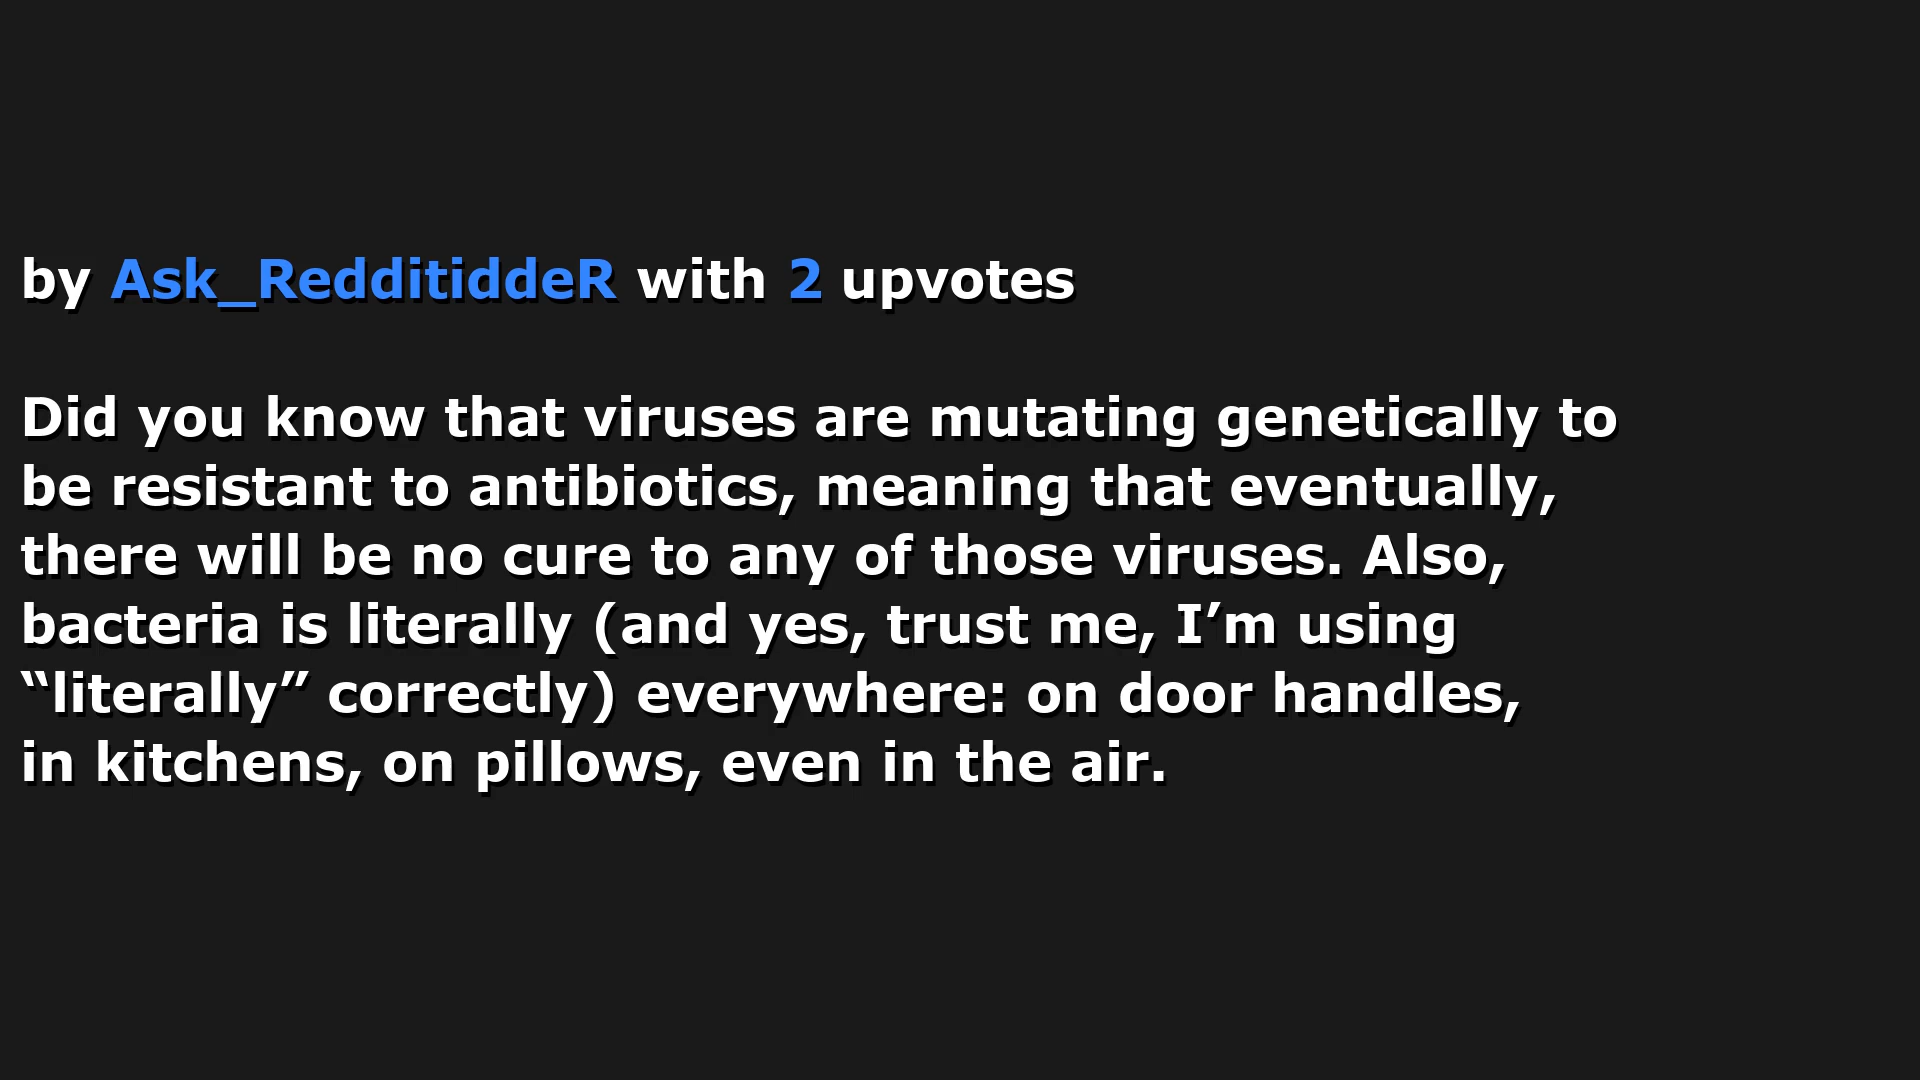 by Ask_RedditiddeR with 2 upvotes
Did you know that viruses are mutating genetically to
be resistant to antibiotics, meaning that eventually,
there will be no cure to any of those viruses. Also,
bacteria is literally (and yes, trust me, I’m using
“literally” correctly) everywhere: on door handles,
in kitchens, on pillows, even in the air.